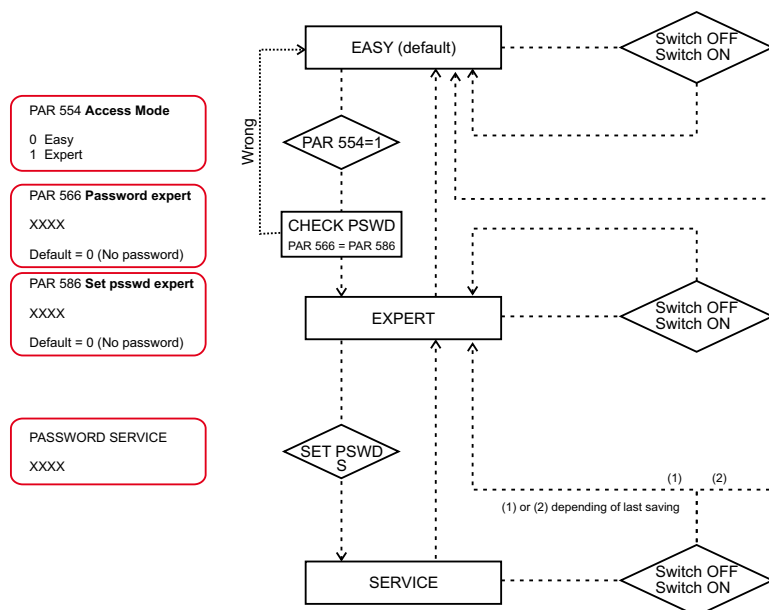 EASY (default)
Switch OFF
Switch ON
PAR 554 Access Mode
0 Easy
1 Expert
Wrong
PAR 554=1
PAR 566 Password expert
XXXX
Default = 0 (No password)
CHECK PSWD
PAR 566 = PAR 586
PAR 586 Set psswd expert
XXXX
Default = 0 (No password)
EXPERT
Switch OFF
Switch ON
PASSWORD SERVICE
XXXX
SET PSWD
S
(1)
(2)
(1) or (2) depending of last saving
SERVICE
Switch OFF
Switch ON